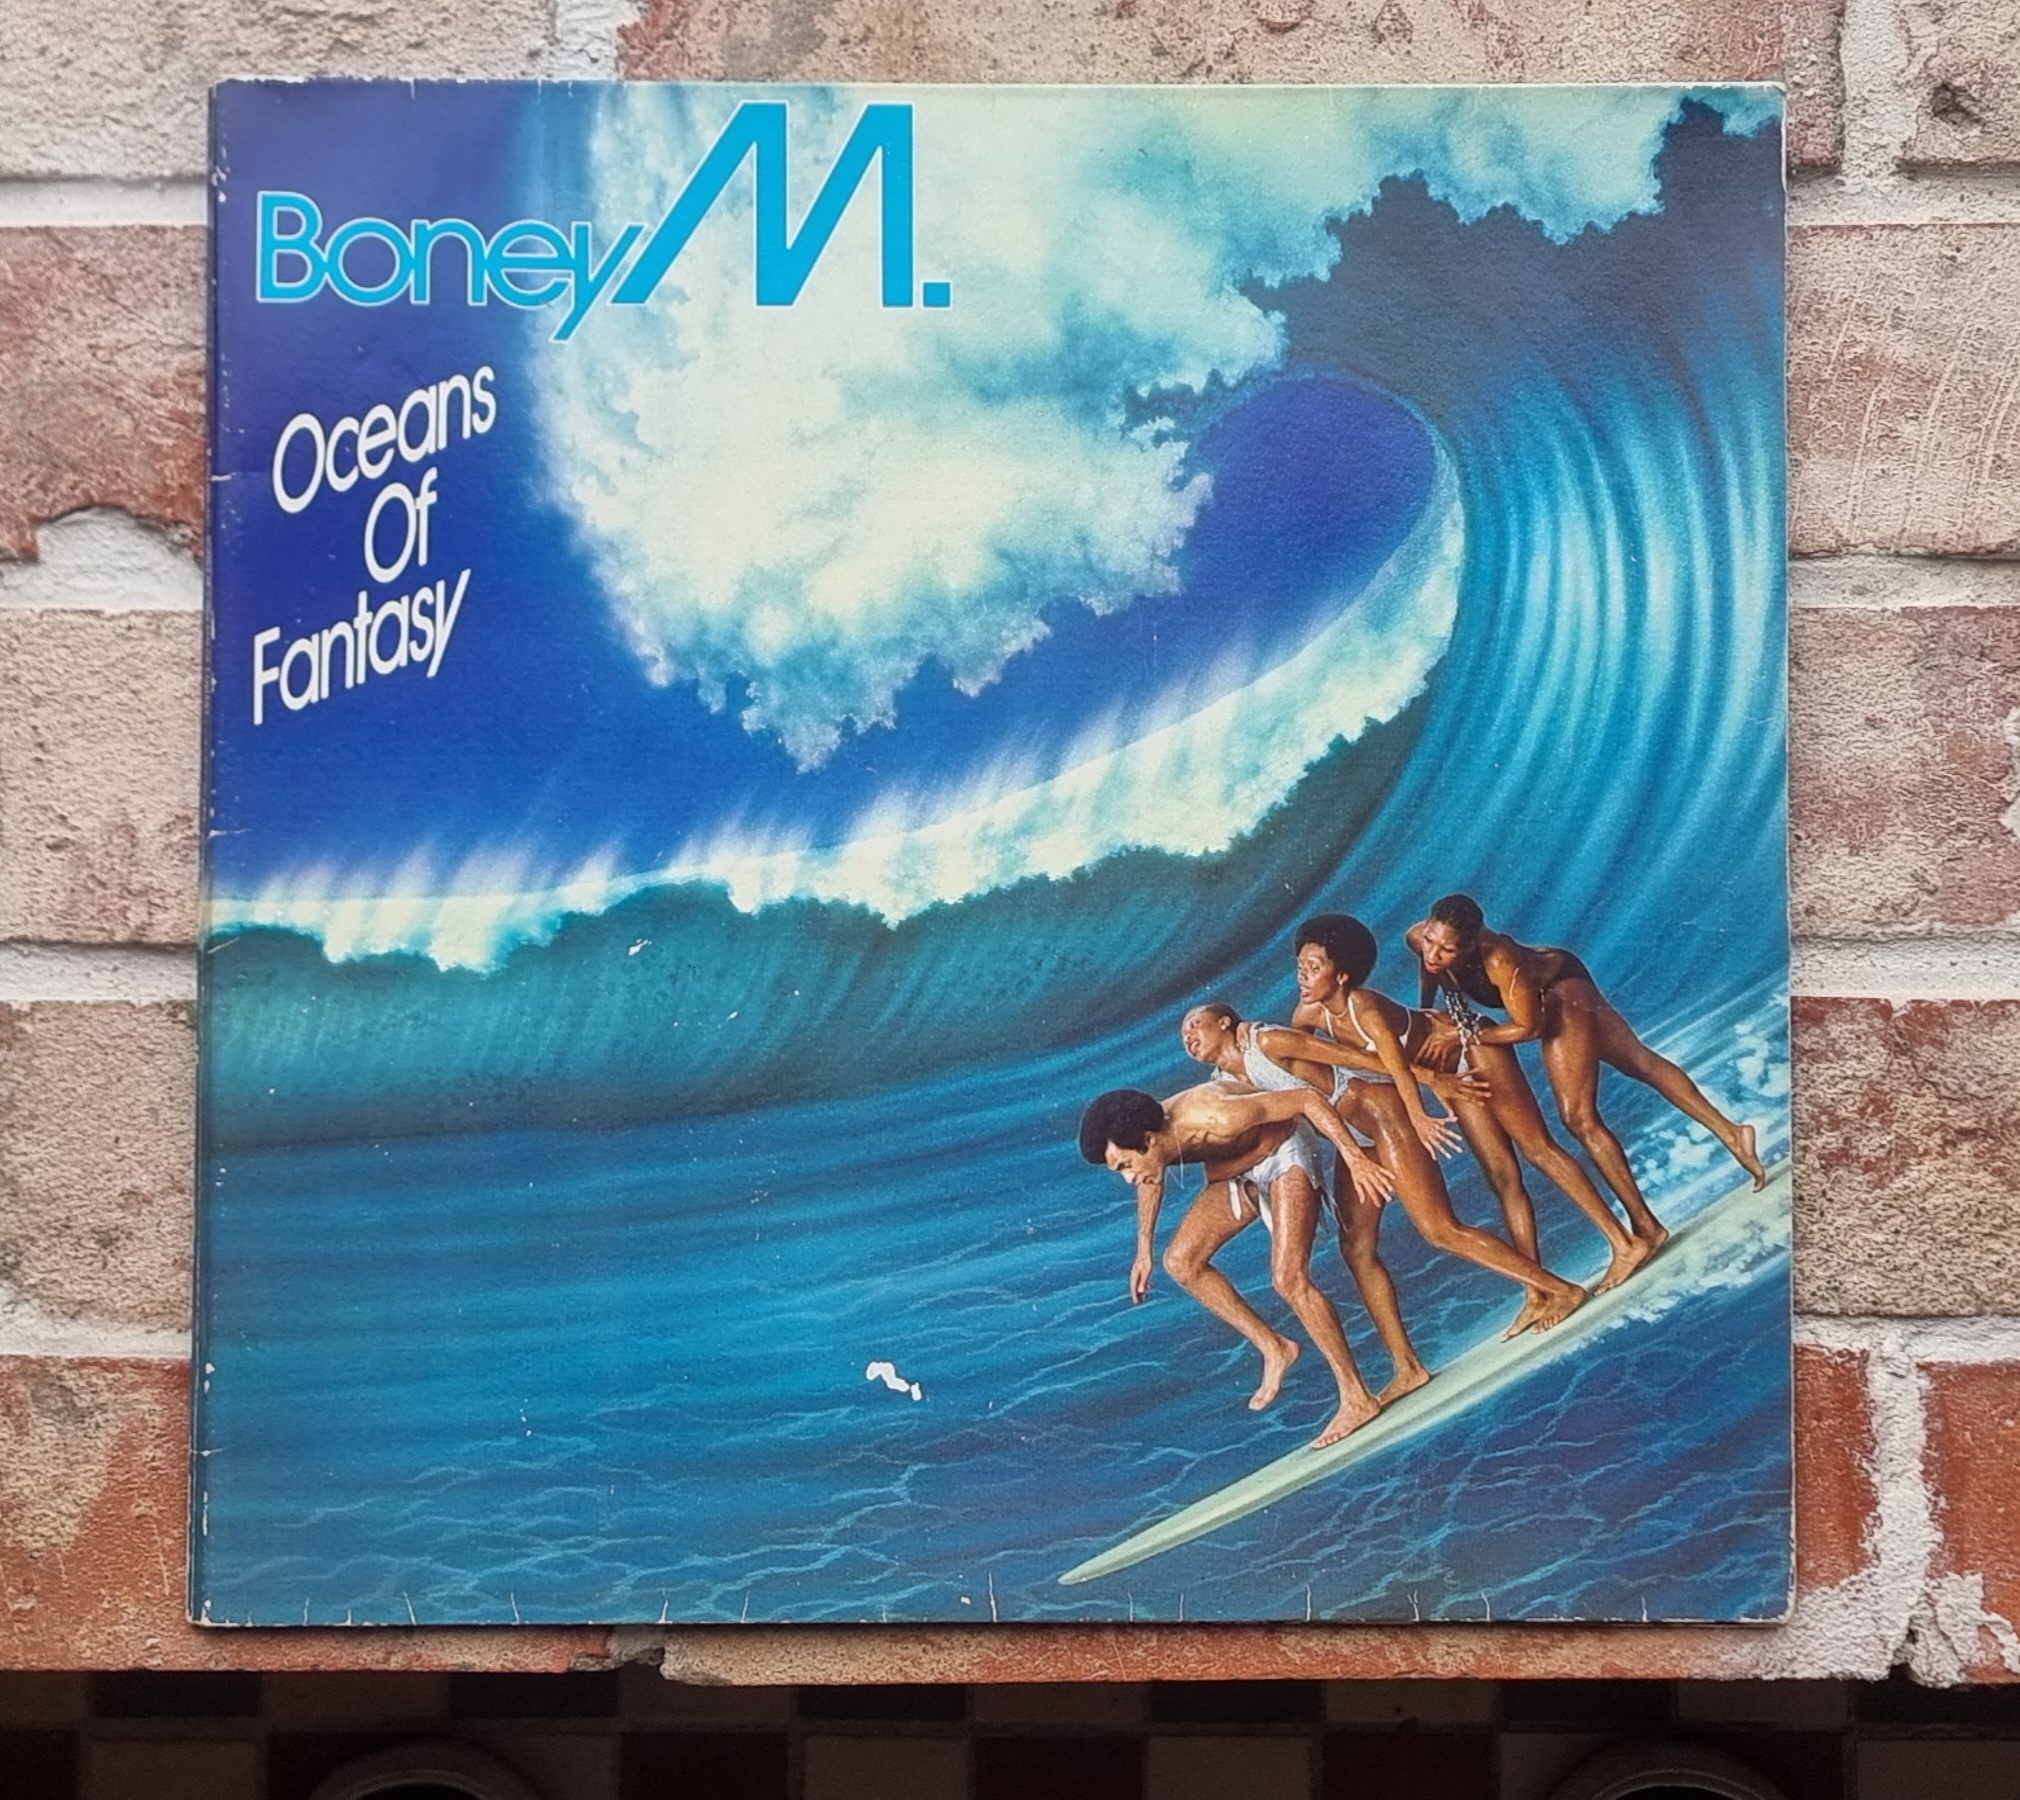 Boney M.
Oceans
Of
Fantasy